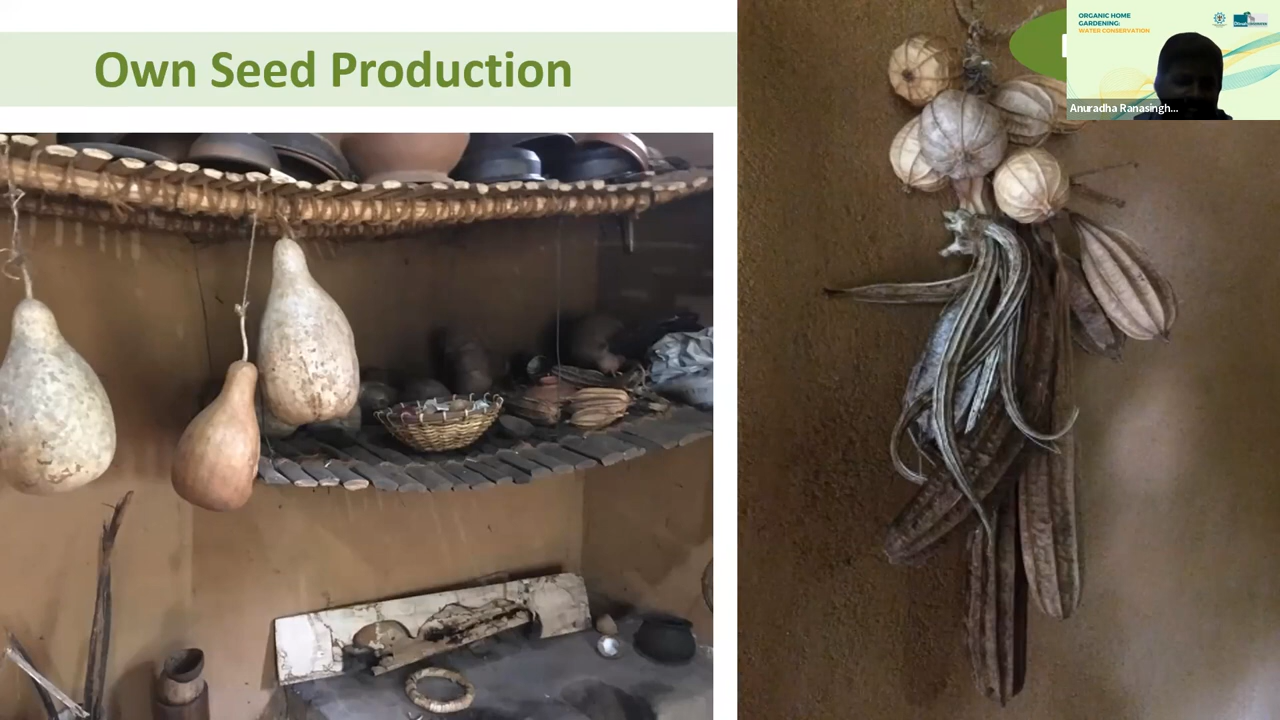 Own Seed Production
ORGANIC HOME
GARDENING:
WATER CONSERVATION
Anuradha Ranasingh...